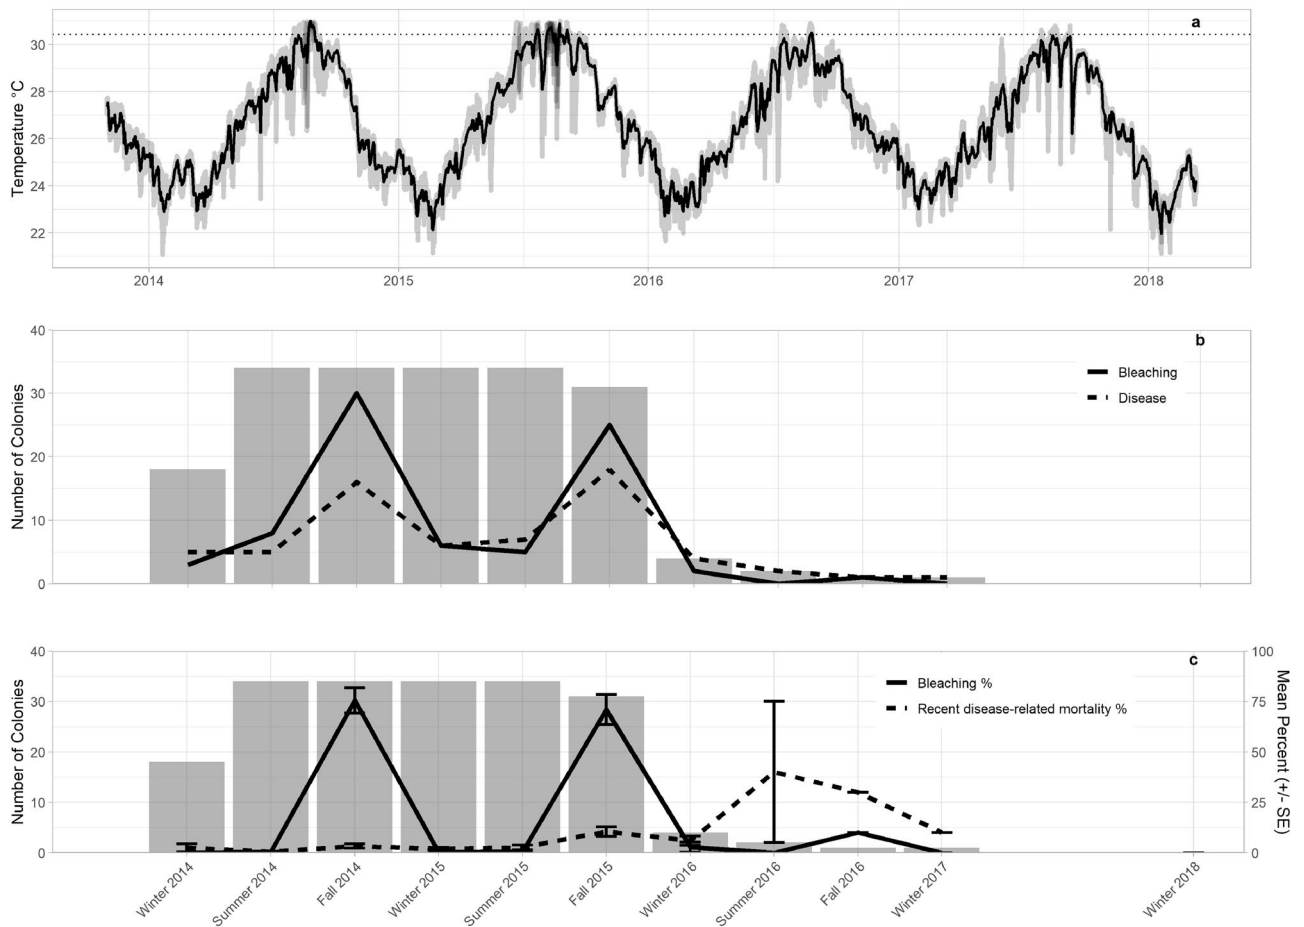 a
Temperature °C
30
28
26
24
22
2014
2015
2016
2017
2018
b
Number of Colonies
40
30
20
10
0
Bleaching
Disease
c
Number of Colonies
40
30
20
10
0
Bleaching %
Recent disease-related mortality %
100
75
50
25
0
Mean Percent (+/- SE)
Winter 2014
Summer 2014
Fall 2014
Winter 2015
Summer 2015
Fall 2015
Winter 2016
Summer 2016
Fall 2016
Winter 2017
Winter 2018